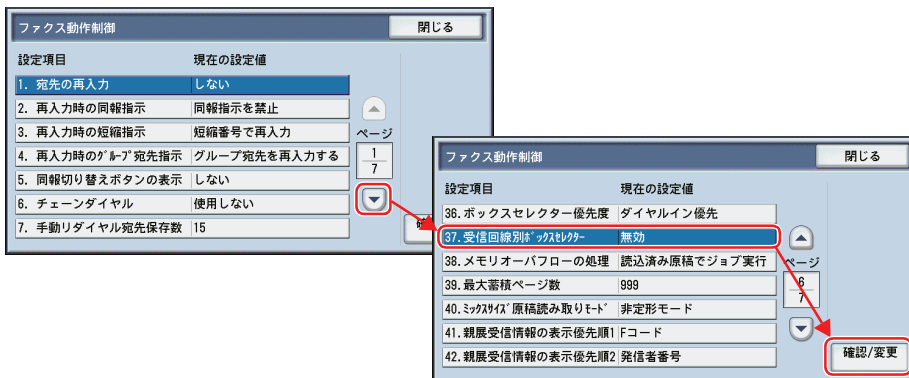 ファクス動作制御 閉じる
設定項目 現在の設定値
1. 宛先の再入力 しない
2. 再入力時の同報指示 同報指示を禁止
3. 再入力時の短縮指示 短縮番号で再入力
4. 再入力時のｸﾞﾙｰﾌﾟ宛先指示 グループ宛先を再入力する
5. 同報切り替えボタンの表示 しない
6. チェーンダイヤル 使用しない
7. 手動リダイヤル宛先保存数 15
ページ
1
7
ファクス動作制御 閉じる
設定項目 現在の設定値
36.ボックスセレクター優先度 ダイヤルイン優先
37.受信回線別ﾎﾞｯｸｽｾﾚｸﾀｰ 無効
38.メモリオーバフローの処理 読込済み原稿でジョブ実行
39.最大蓄積ページ数 999
40.ﾐｯｸｽｻｲｽﾞ原稿読み取りﾓｰﾄﾞ 非定形モード
41.親展受信情報の表示優先順1 Fコード
42.親展受信情報の表示優先順2 発信者番号
ページ
6
7
確認/変更